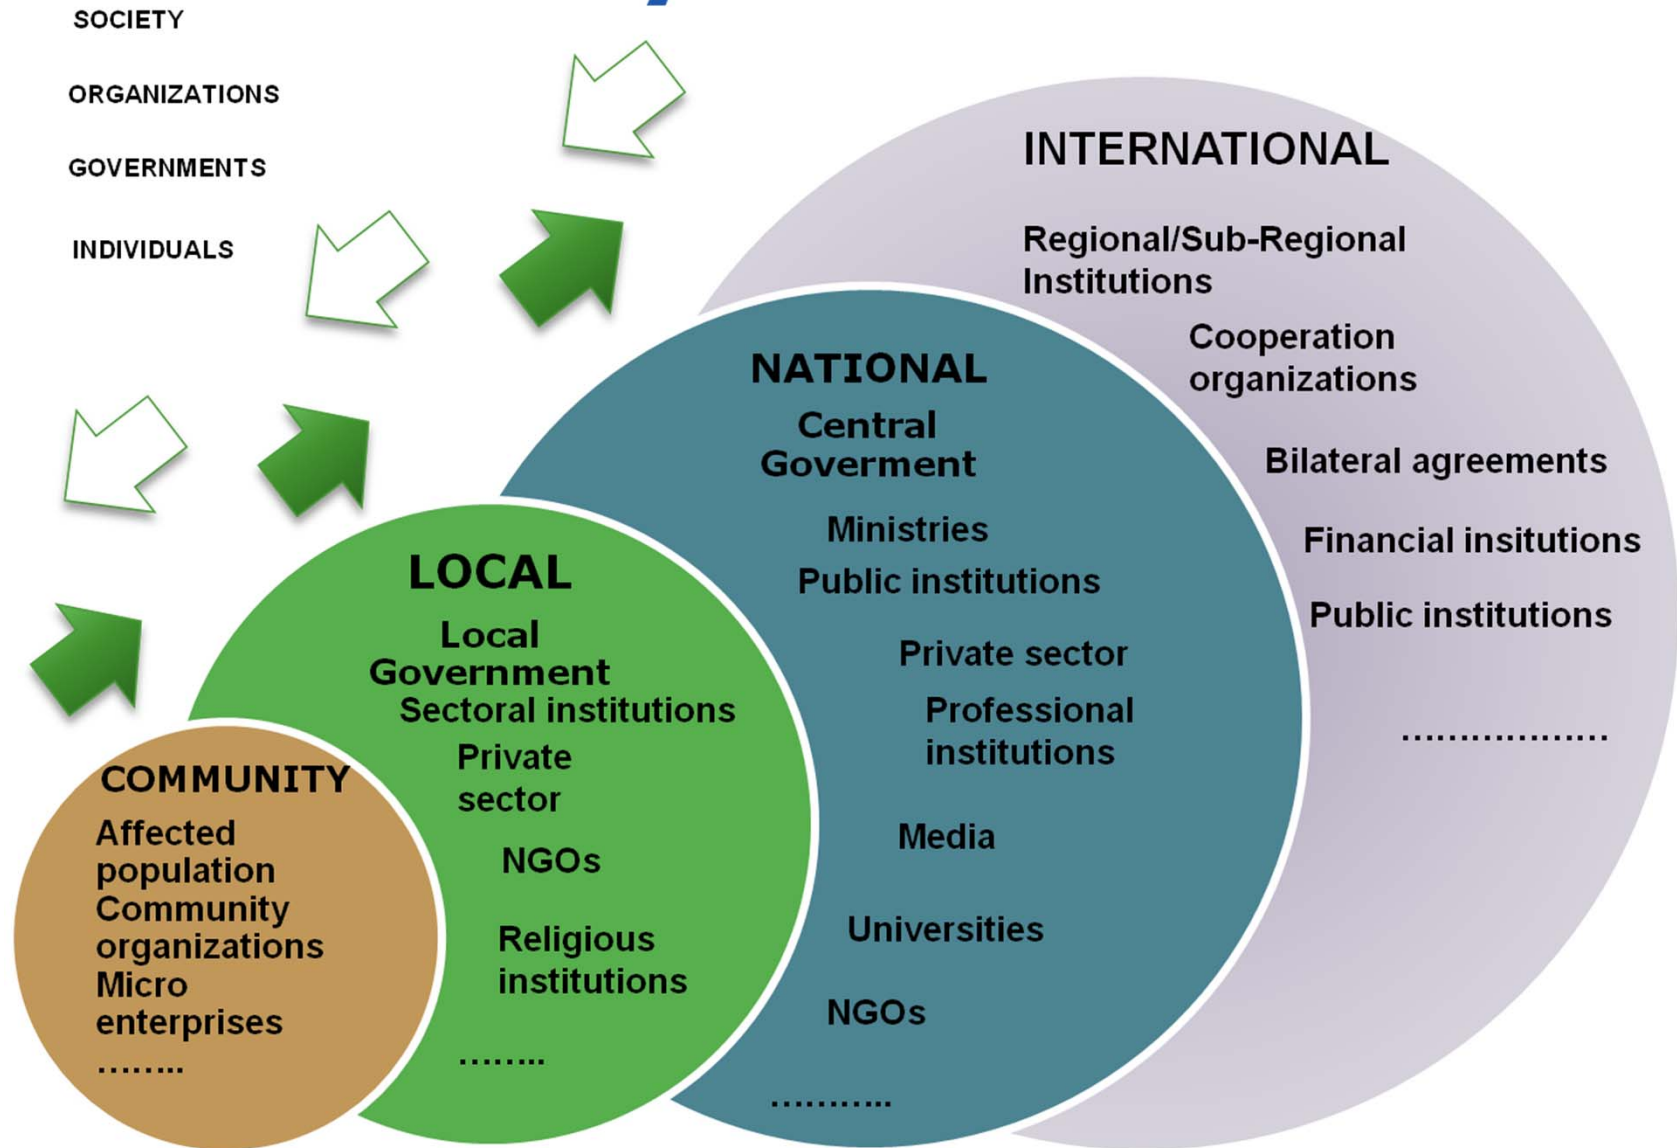 SOCIETY
ORGANIZATIONS
GOVERNMENTS
INDIVIDUALS
INTERNATIONAL
Regional/Sub-Regional
Institutions
Cooperation
organizations
Bilateral agreements
Financial insitutions
Public institutions
………………
NATIONAL
Central
Goverment
Ministries
Public institutions
Private sector
Professional
institutions
Media
Universities
NGOs
………..
LOCAL
Local
Government
Sectoral institutions
Private
sector
NGOs
Religious
institutions
……..
COMMUNITY
Affected
population
Community
organizations
Micro
enterprises
……..